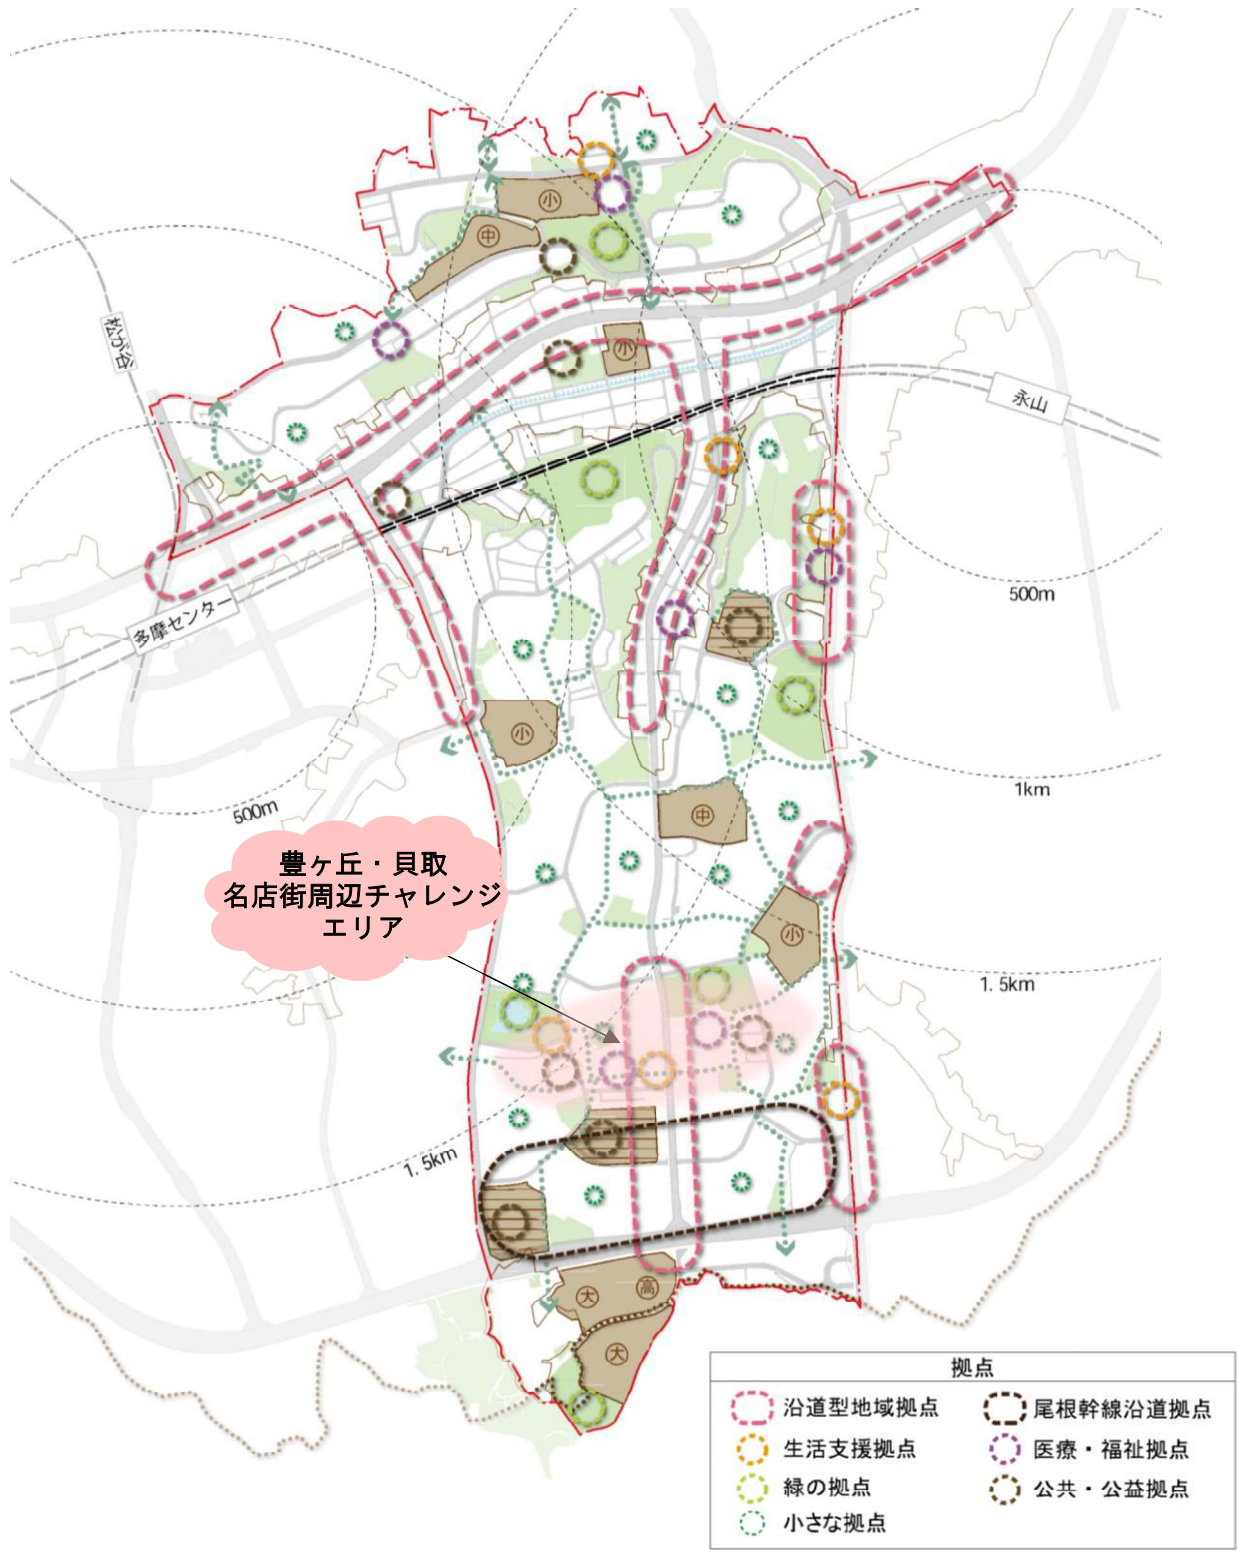 小
中
松が谷
小
永山
多摩センター
500m
小
1km
500m
中
豊ヶ丘・貝取
名店街周辺チャレンジ
エリア
小
1.5km
1.5km
大
高
大
拠点
沿道型地域拠点
尾根幹線沿道拠点
生活支援拠点
医療・福祉拠点
緑の拠点
公共・公益拠点
小さな拠点